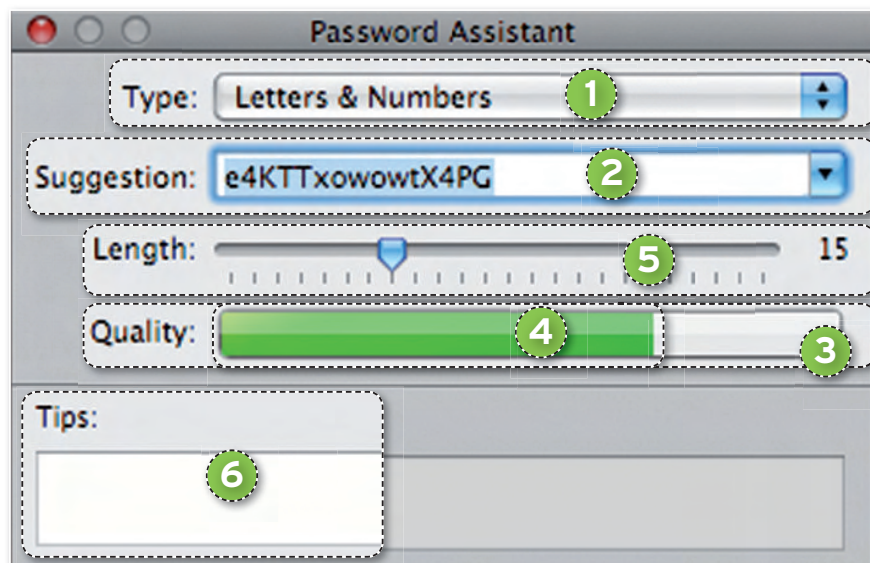 Password Assistant
Type: Letters & Numbers 1
Suggestion: e4KTTxowowtX4PG 2
Length: 5 15
Quality: 4 3
Tips:
6